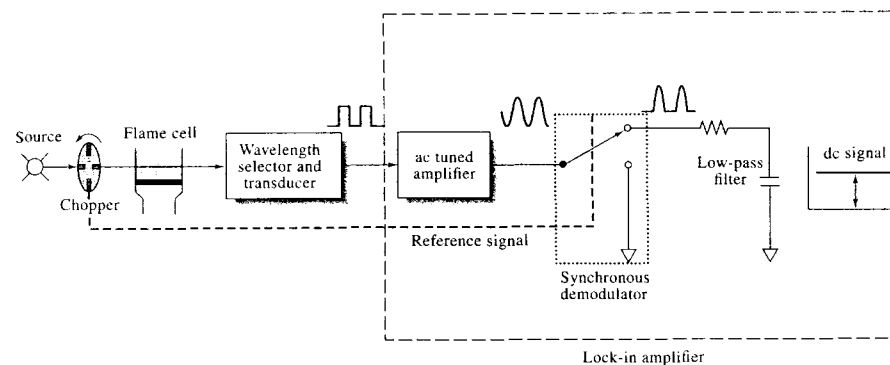 Source
Flame cell
Chopper
Wavelength
selector and
transducer
ac tuned
amplifier
Reference signal
Synchronous
demodulator
Low-pass
filter
dc signal
Lock-in amplifier